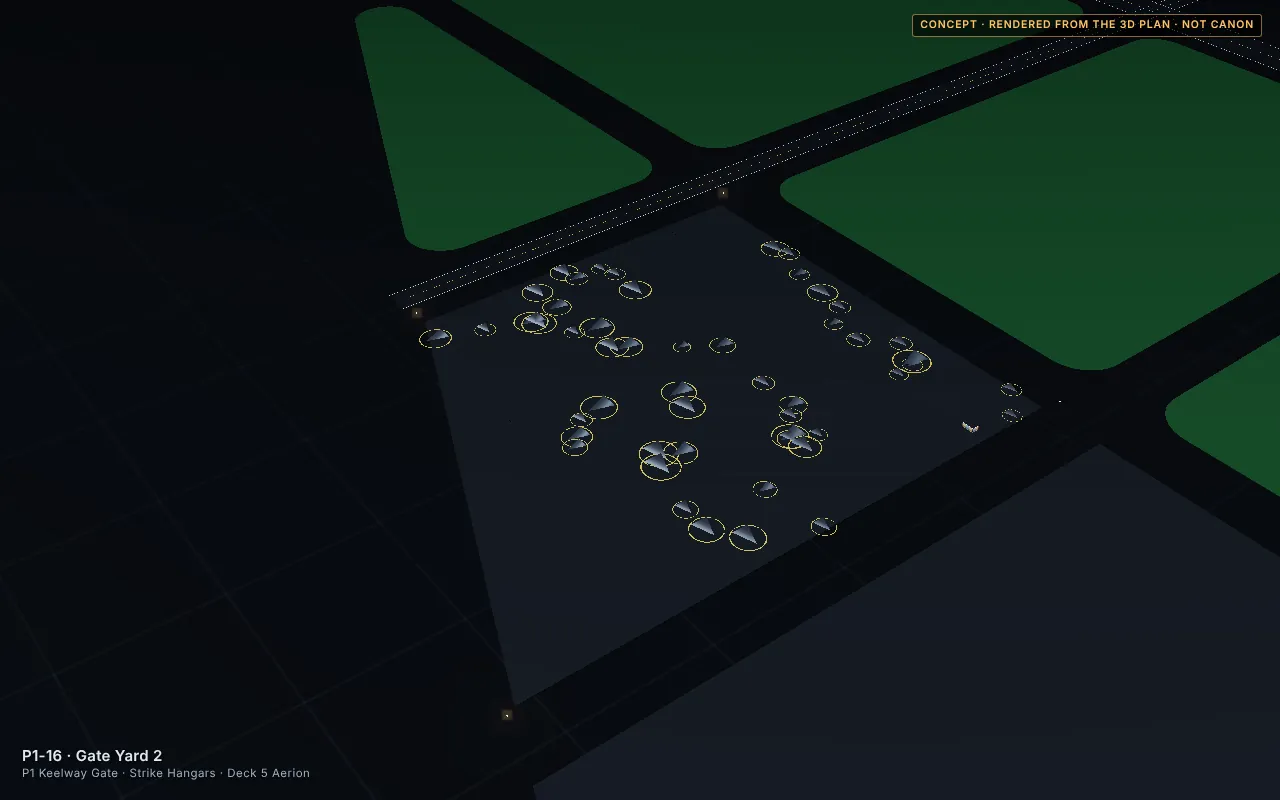 CONCEPT · RENDERED FROM THE 3D PLAN · NOT CANON
P1-16 · Gate Yard 2
P1 Keelway Gate · Strike Hangars · Deck 5 Aerion